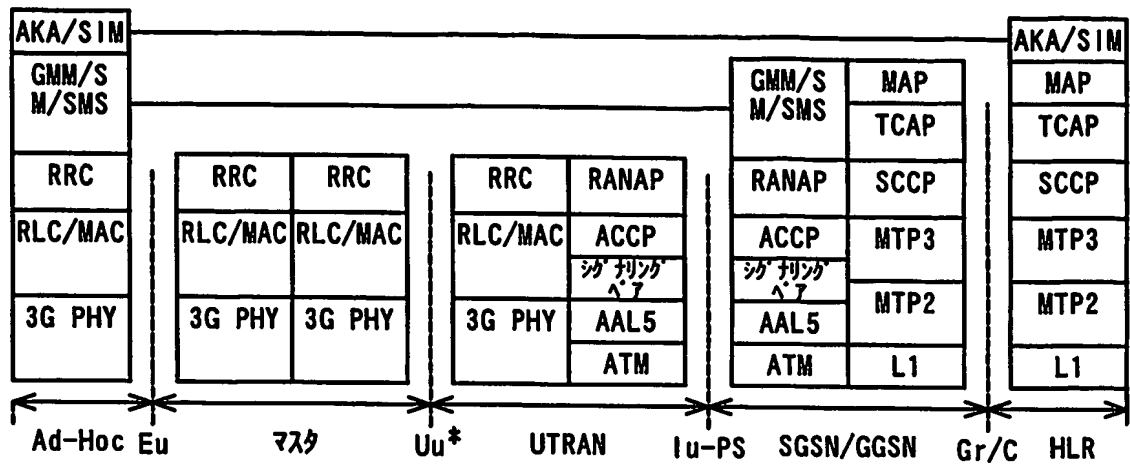 AKA/SIM
GMM/S
M/SMS
RRC
RLC/MAC
3G PHY
RRC
RLC/MAC
3G PHY
RRC
RLC/MAC
3G PHY
RRC
RLC/MAC
3G PHY
RANAP
ACCP
ｼｸﾞﾅﾘﾝｸﾞ
ﾍﾞｱ
AAL5
ATM
GMM/S
M/SMS
RANAP
ACCP
ｼｸﾞﾅﾘﾝｸﾞ
ﾍﾞｱ
AAL5
ATM
MAP
TCAP
SCCP
MTP3
MTP2
L1
AKA/SIM
MAP
TCAP
SCCP
MTP3
MTP2
L1
Ad-Hoc Eu ﾏｽﾀ Uu* UTRAN Iu-PS SGSN/GGSN Gr/C HLR